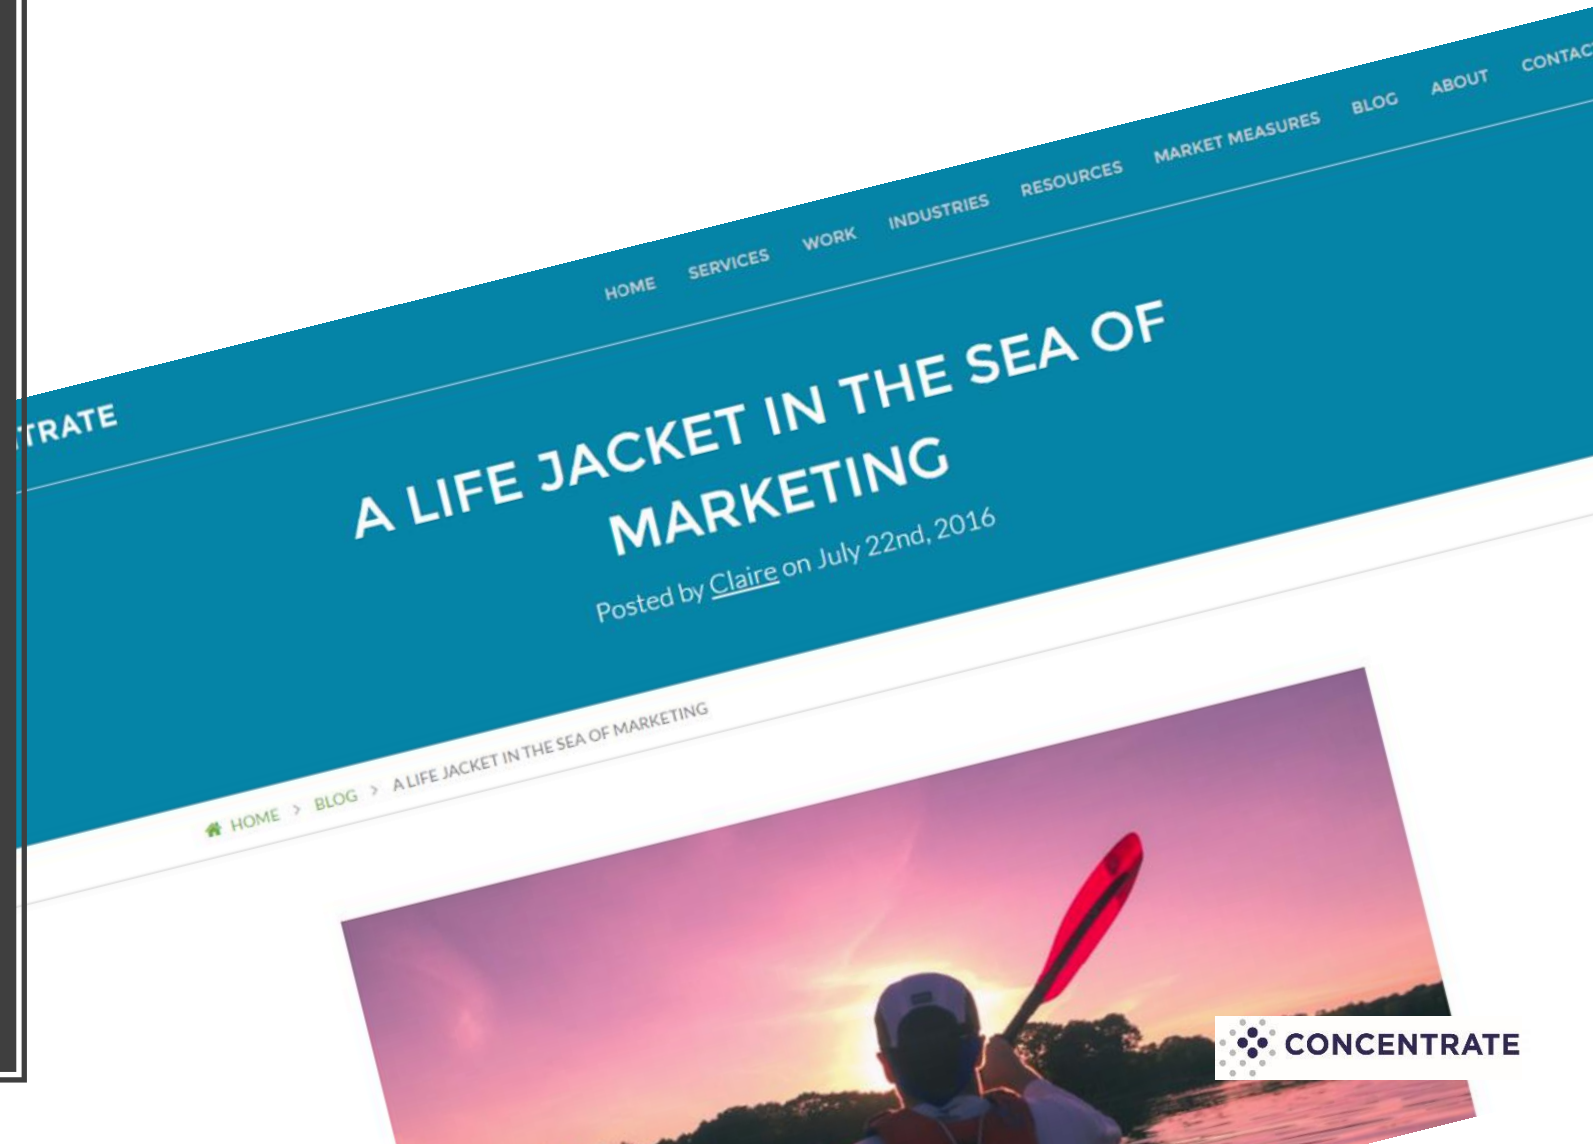 HOME SERVICES WORK INDUSTRIES RESOURCES MARKET MEASURES BLOG ABOUT CONTAC
TRATE
A LIFE JACKET IN THE SEA OF
MARKETING
Posted by Claire on July 22nd, 2016
HOME > BLOG > A LIFE JACKET IN THE SEA OF MARKETING
CONCENTRATE